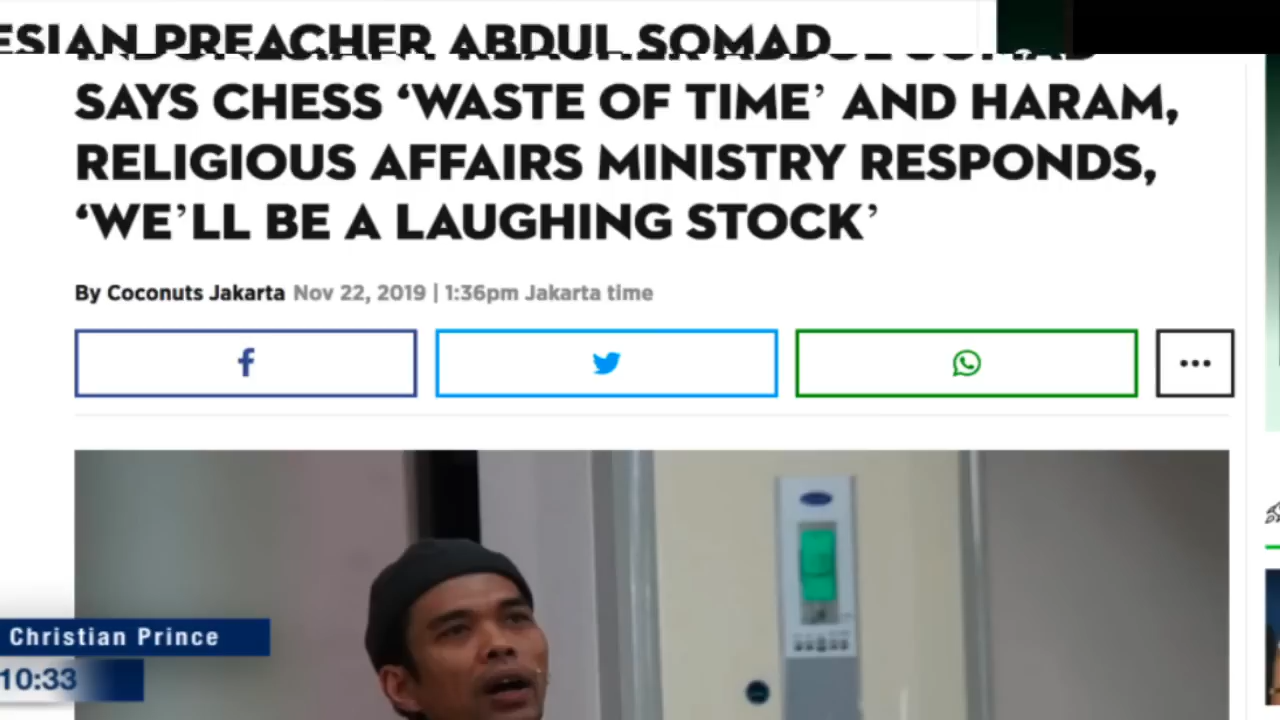 ESIAN PREACHER ABDUL SOMAD
SAYS CHESS ‘WASTE OF TIME’ AND HARAM,
RELIGIOUS AFFAIRS MINISTRY RESPONDS,
‘WE’LL BE A LAUGHING STOCK’
By Coconuts Jakarta Nov 22, 2019 | 1:36pm Jakarta time
Christian Prince
10:33